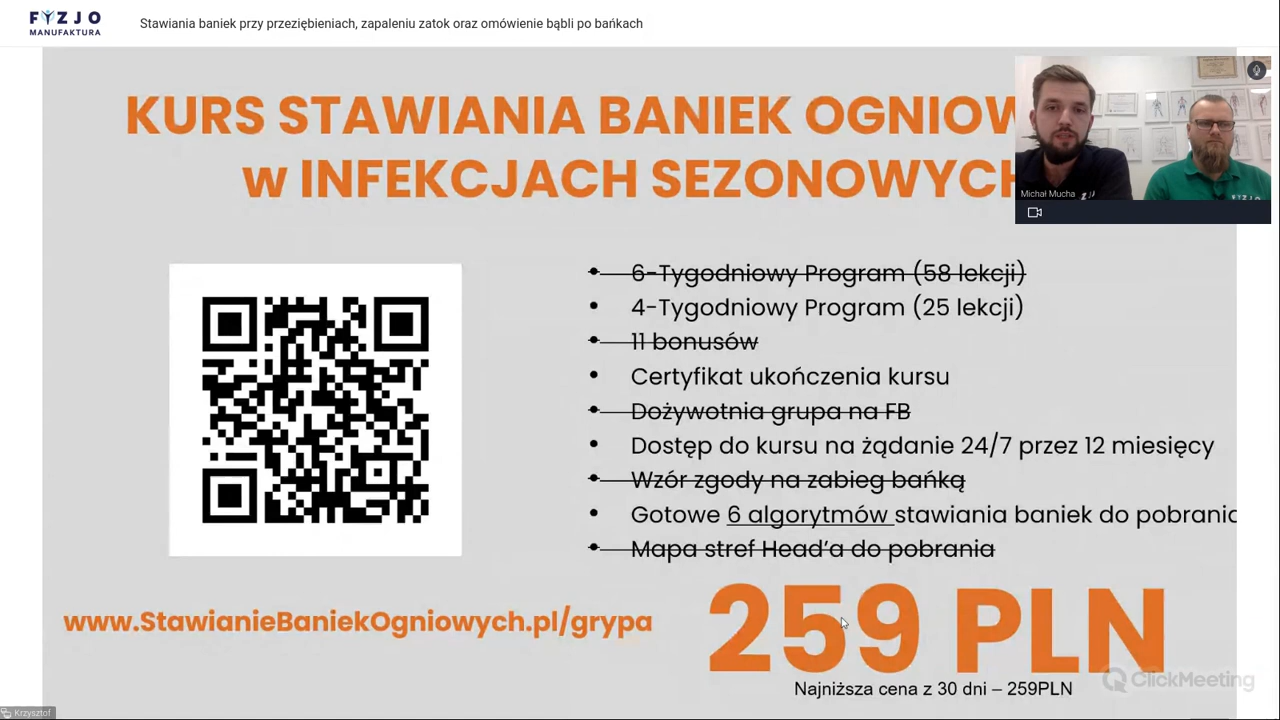 FYZJO
MANUFAKTURA
Stawiania baniek przy przeziębieniach, zapaleniu zatok oraz omówienie bąbli po bańkach
KURS STAWIANIA BANIEK OGNIOW
w INFEKCJACH SEZONOWYCH
Michał Mucha
6-Tygodniowy Program (58 lekcji)
4-Tygodniowy Program (25 lekcji)
11 bonusów
Certyfikat ukończenia kursu
Dożywotnia grupa na FB
Dostęp do kursu na żądanie 24/7 przez 12 miesięcy
Wzór zgody na zabieg bańką
Gotowe 6 algorytmów stawiania baniek do pobrania
Mapa stref Head’a do pobrania
www.StawianieBaniekOgniowych.pl/grypa
259 PLN
Najniższa cena z 30 dni – 259PLN
ClickMeeting
Krzysztof